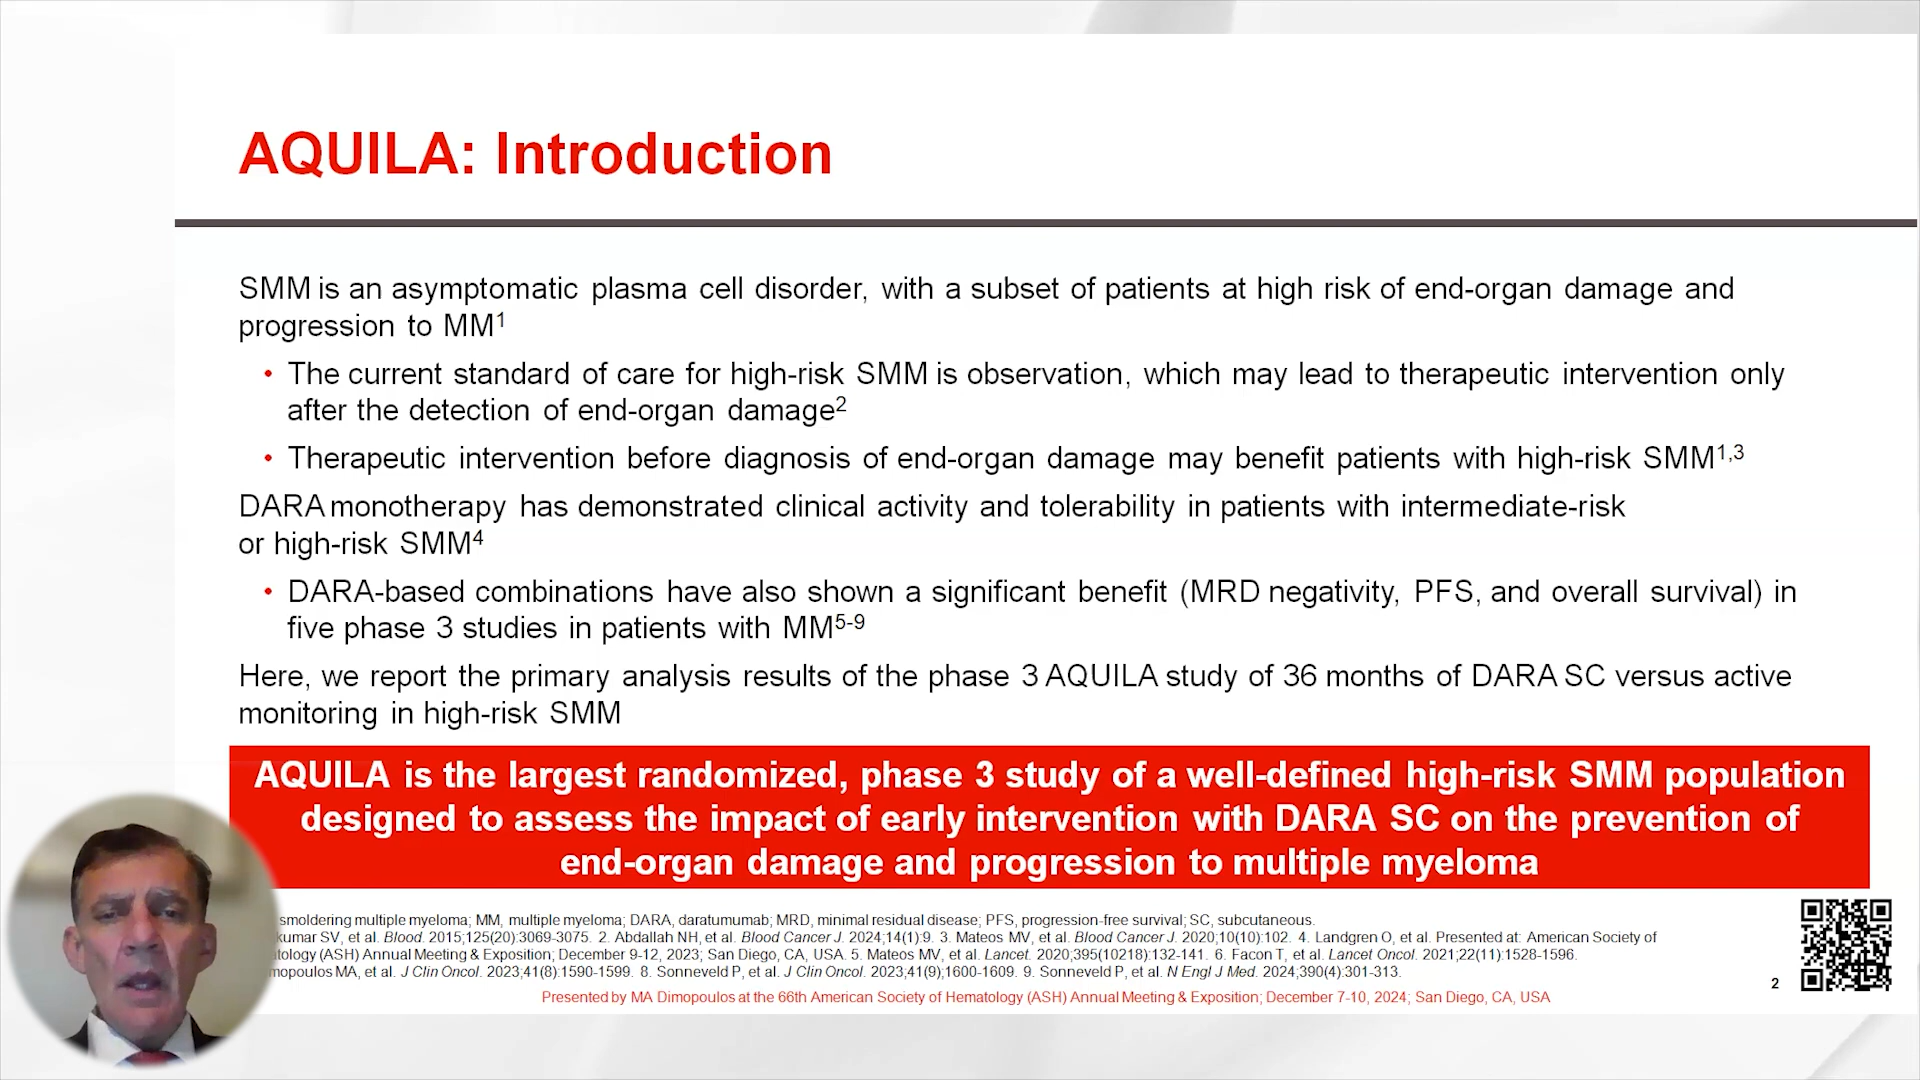 AQUILA: Introduction
SMM is an asymptomatic plasma cell disorder, with a subset of patients at high risk of end-organ damage and
progression to MM1
• The current standard of care for high-risk SMM is observation, which may lead to therapeutic intervention only
after the detection of end-organ damage2
• Therapeutic intervention before diagnosis of end-organ damage may benefit patients with high-risk SMM1,3
DARA monotherapy has demonstrated clinical activity and tolerability in patients with intermediate-risk
or high-risk SMM4
• DARA-based combinations have also shown a significant benefit (MRD negativity, PFS, and overall survival) in
five phase 3 studies in patients with MM5-9
Here, we report the primary analysis results of the phase 3 AQUILA study of 36 months of DARA SC versus active
monitoring in high-risk SMM
AQUILA is the largest randomized, phase 3 study of a well-defined high-risk SMM population
designed to assess the impact of early intervention with DARA SC on the prevention of
end-organ damage and progression to multiple myeloma
smoldering multiple myeloma; MM, multiple myeloma; DARA, daratumumab; MRD, minimal residual disease; PFS, progression-free survival; SC, subcutaneous.
kumar SV, et al. Blood. 2015;125(20):3069-3075. 2. Abdallah NH, et al. Blood Cancer J. 2024;14(1):9. 3. Mateos MV, et al. Blood Cancer J. 2020;10(10):102. 4. Landgren O, et al. Presented at: American Society of
tology (ASH) Annual Meeting & Exposition; December 9-12, 2023; San Diego, CA, USA. 5. Mateos MV, et al. Lancet. 2020;395(10218):132-141. 6. Facon T, et al. Lancet Oncol. 2021;22(11):1528-1596.
mopoulos MA, et al. J Clin Oncol. 2023;41(8):1590-1599. 8. Sonneveld P, et al. J Clin Oncol. 2023;41(9);1600-1609. 9. Sonneveld P, et al. N Engl J Med. 2024;390(4):301-313.
Presented by MA Dimopoulos at the 66th American Society of Hematology (ASH) Annual Meeting & Exposition; December 7-10, 2024; San Diego, CA, USA
2